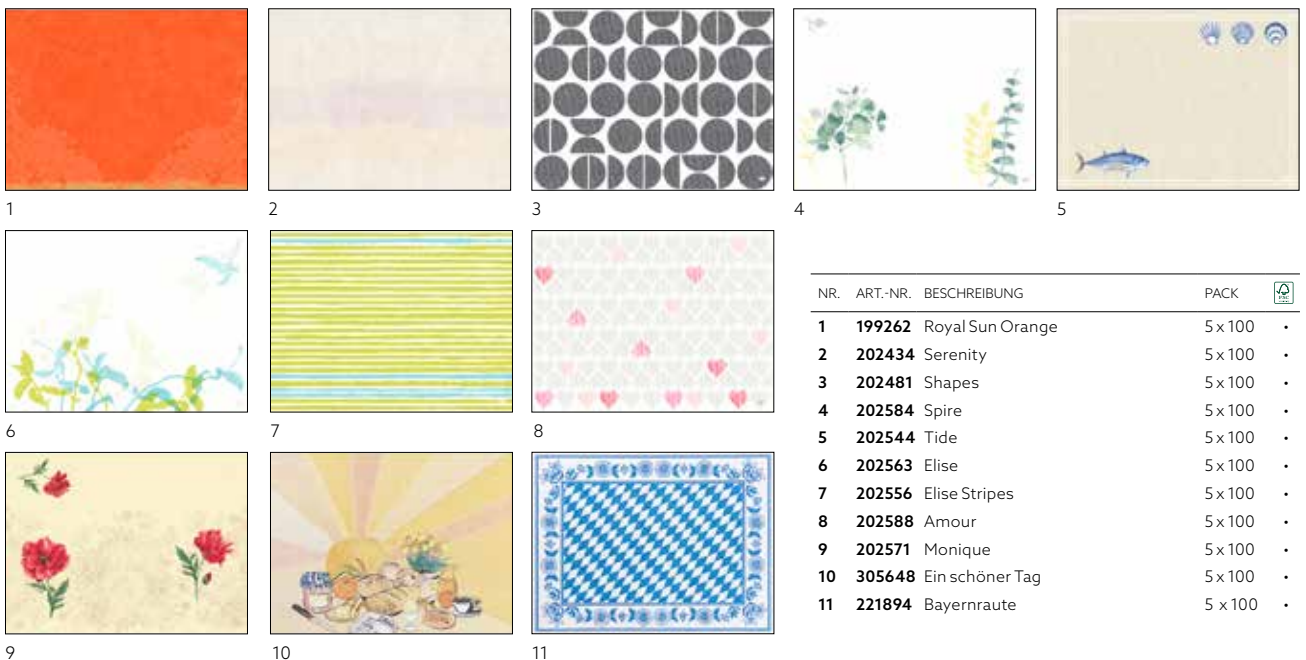 1
2
3
4
5
6
7
8
9
10
11
NR. ART.-NR. BESCHREIBUNG PACK
1 199262 Royal Sun Orange 5 x 100 •
2 202434 Serenity 5 x 100 •
3 202481 Shapes 5 x 100 •
4 202584 Spire 5 x 100 •
5 202544 Tide 5 x 100 •
6 202563 Elise 5 x 100 •
7 202556 Elise Stripes 5 x 100 •
8 202588 Amour 5 x 100 •
9 202571 Monique 5 x 100 •
10 305648 Ein schöner Tag 5 x 100 •
11 221894 Bayernraute 5 x 100 •